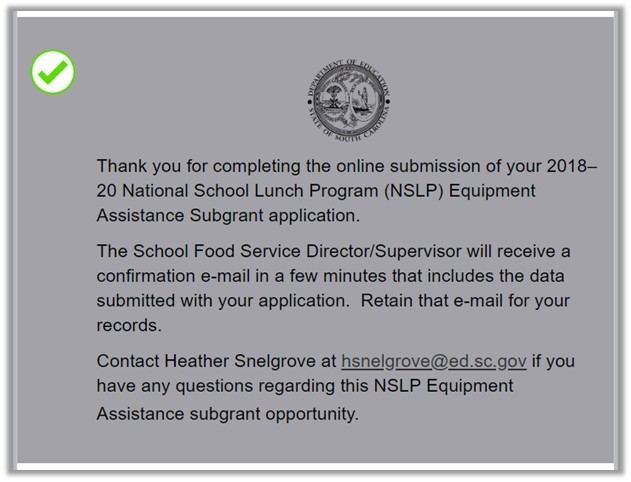 DEPARTMENT OF EDUCATION
STATE OF SOUTH CAROLINA
Thank you for completing the online submission of your 2018–
20 National School Lunch Program (NSLP) Equipment
Assistance Subgrant application.
The School Food Service Director/Supervisor will receive a
confirmation e-mail in a few minutes that includes the data
submitted with your application.  Retain that e-mail for your
records.
Contact Heather Snelgrove at hsnelgrove@ed.sc.gov if you
have any questions regarding this NSLP Equipment
Assistance subgrant opportunity.